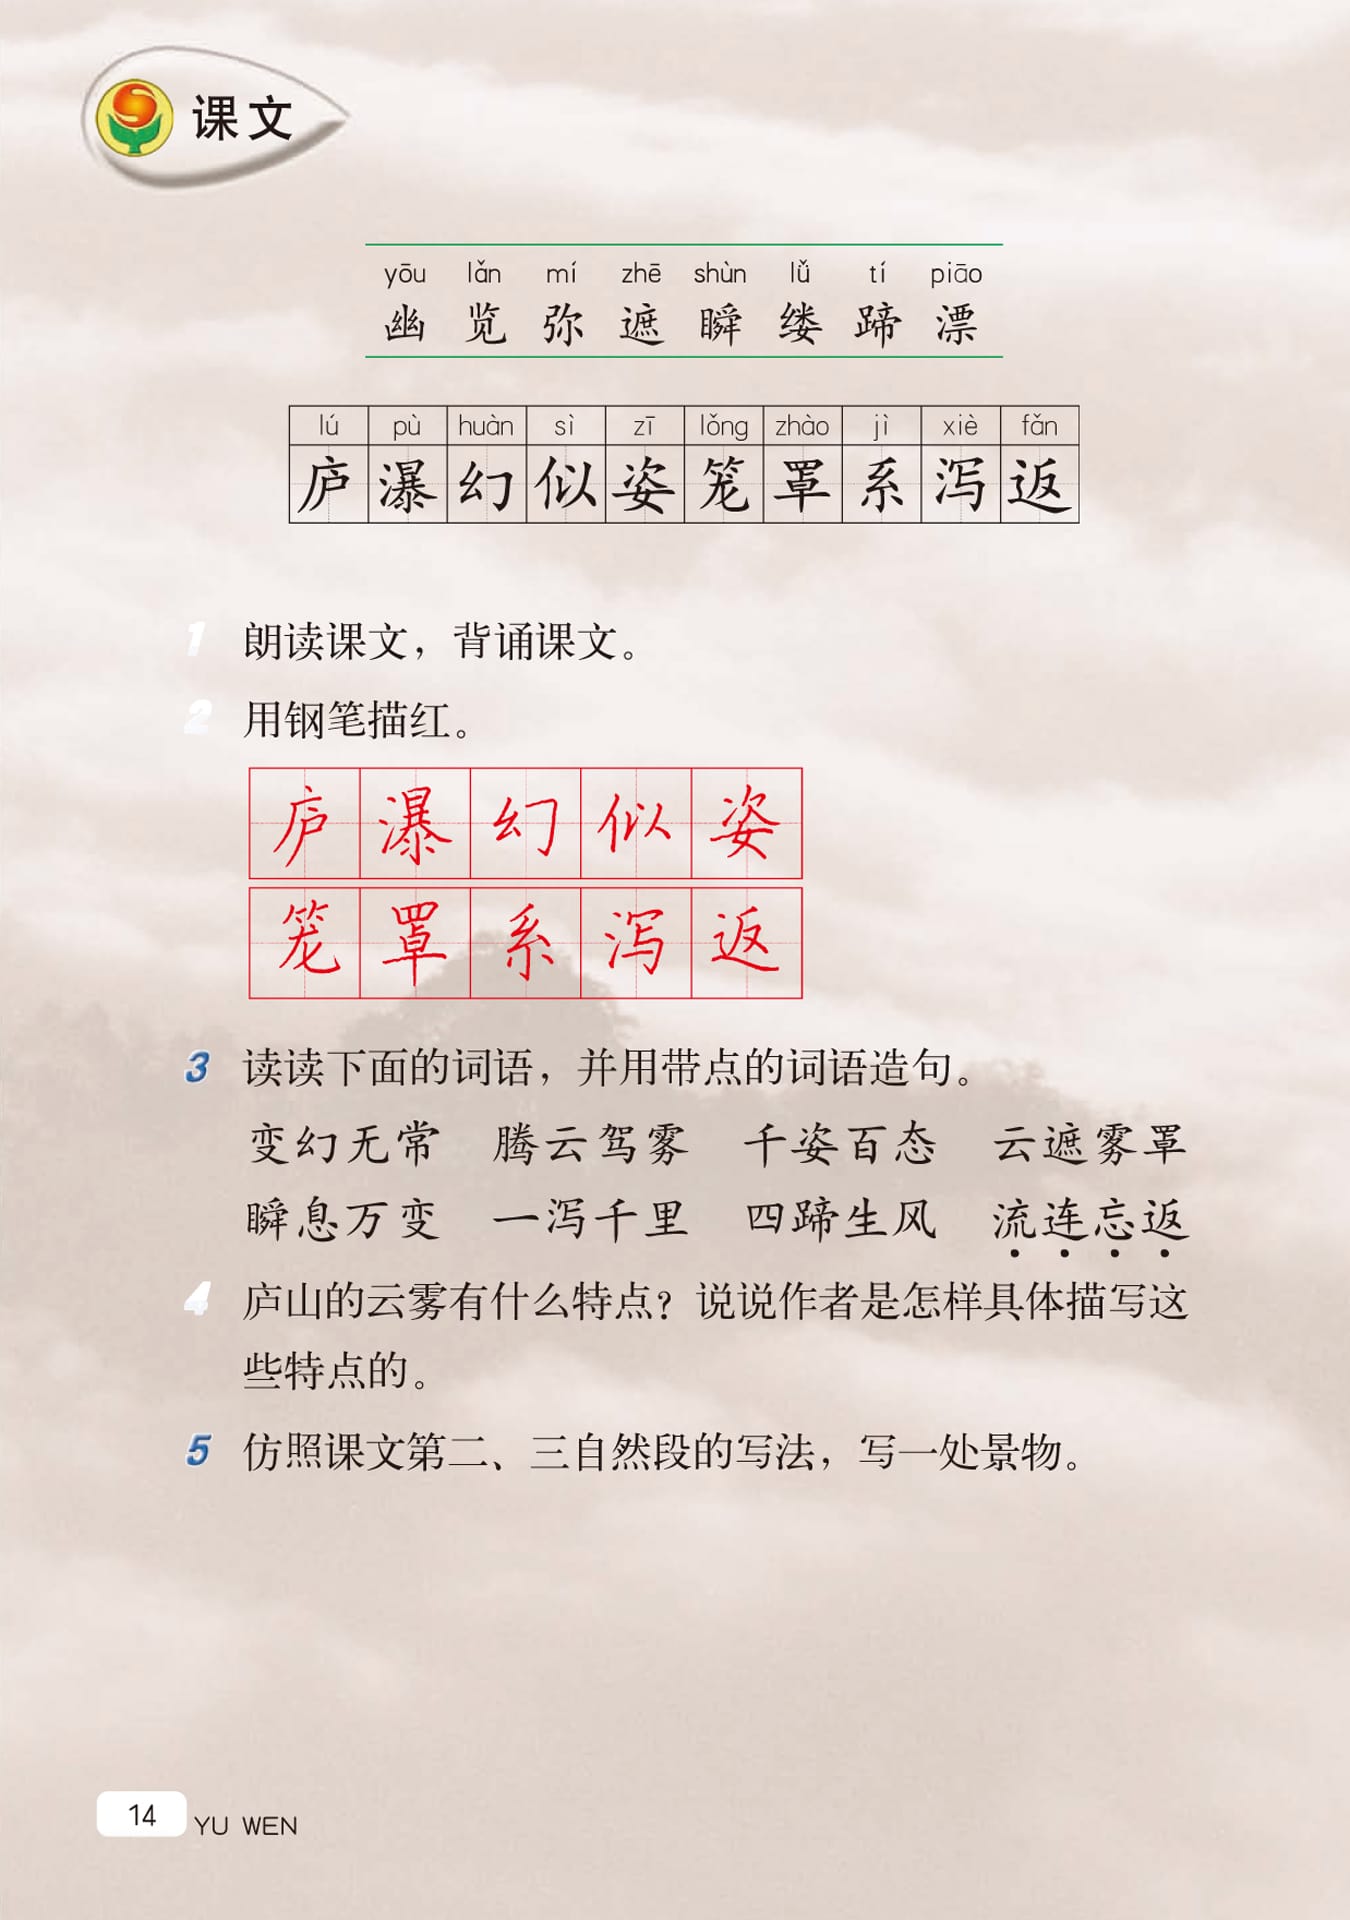 课文
yōu lǎn mí zhē shùn lǚ tí piāo
幽 览 弥 遮 瞬 缕 蹄 漂
lú pù huàn sì zī lǒng zhào jì xiè fǎn
庐 瀑 幻 似 姿 笼 罩 系 泻 返
1 朗读课文，背诵课文。
2 用钢笔描红。
庐 瀑 幻 似 姿
笼 罩 系 泻 返
3 读读下面的词语，并用带点的词语造句。
变幻无常 腾云驾雾 千姿百态 云遮雾罩
瞬息万变 一泻千里 四蹄生风 流连忘返
4 庐山的云雾有什么特点？说说作者是怎样具体描写这
些特点的。
5 仿照课文第二、三自然段的写法，写一处景物。
14 YU WEN